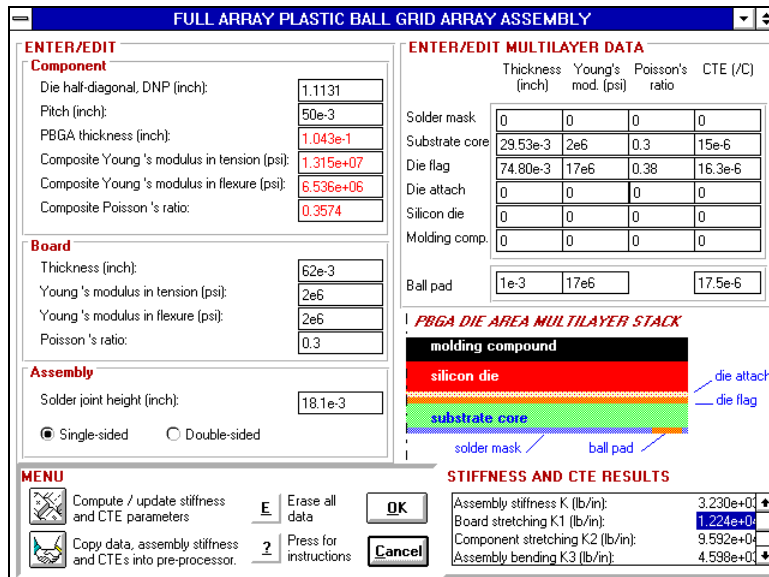 FULL ARRAY PLASTIC BALL GRID ARRAY ASSEMBLY
ENTER/EDIT
Component
Die half-diagonal, DNP (inch): 1.1131
Pitch (inch): 50e-3
PBGA thickness (inch): 1.043e-1
Composite Young 's modulus in tension (psi): 1.315e+07
Composite Young 's modulus in flexure (psi): 6.536e+06
Composite Poisson 's ratio: 0.3574
Board
Thickness (inch): 62e-3
Young 's modulus in tension (psi): 2e6
Young 's modulus in flexure (psi): 2e6
Poisson 's ratio: 0.3
Assembly
Solder joint height (inch): 18.1e-3
Single-sided Double-sided
ENTER/EDIT MULTILAYER DATA
Thickness Young's Poisson's CTE (/C)
(inch) mod. (psi) ratio
Solder mask 0 0 0 0
Substrate core 29.53e-3 2e6 0.3 15e-6
Die flag 74.80e-3 17e6 0.38 16.3e-6
Die attach 0 0 0 0
Silicon die 0 0 0 0
Molding comp. 0 0 0 0
Ball pad 1e-3 17e6 17.5e-6
PBGA DIE AREA MULTILAYER STACK
molding compound
silicon die
die attach
die flag
substrate core
solder mask ball pad
MENU
Compute / update stiffness
and CTE parameters
Copy data, assembly stiffness
and CTEs into pre-processor.
E Erase all
data
? Press for
instructions
OK
Cancel
STIFFNESS AND CTE RESULTS
Assembly stiffness K (lb/in): 3.230e+03
Board stretching K1 (lb/in): 1.224e+04
Component stretching K2 (lb/in): 9.592e+04
Assembly bending K3 (lb/in): 4.598e+03